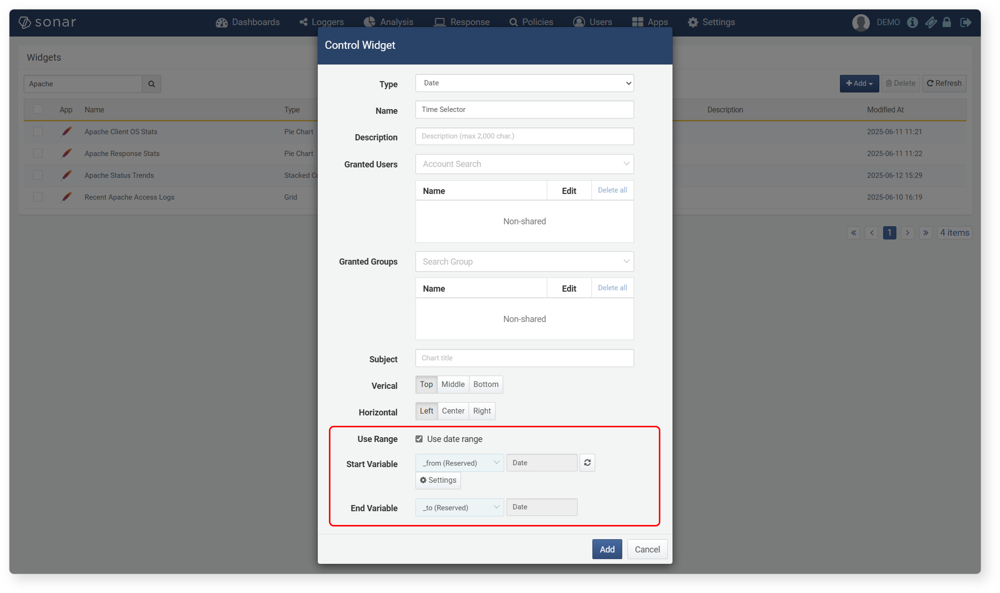 sonar Dashboards Loggers Analysis Response Policies Users Apps Settings DEMO
Control Widget
Widgets
Apache
Add Delete Refresh
App Name Type Description Modified At
Apache Client OS Stats Pie Chart 2025-06-11 11:21
Apache Response Stats Pie Chart 2025-06-11 11:22
Apache Status Trends Stacked Co 2025-06-12 15:29
Recent Apache Access Logs Grid 2025-06-10 16:19
« ‹ 1 › » 4 items
Type Date
Name Time Selector
Description Description (max 2,000 char.)
Granted Users Account Search
Name Edit Delete all
Non-shared
Granted Groups Search Group
Name Edit Delete all
Non-shared
Subject Chart title
Verical Top Middle Bottom
Horizontal Left Center Right
Use Range Use date range
Start Variable _from (Reserved) Date
Settings
End Variable _to (Reserved) Date
Add Cancel